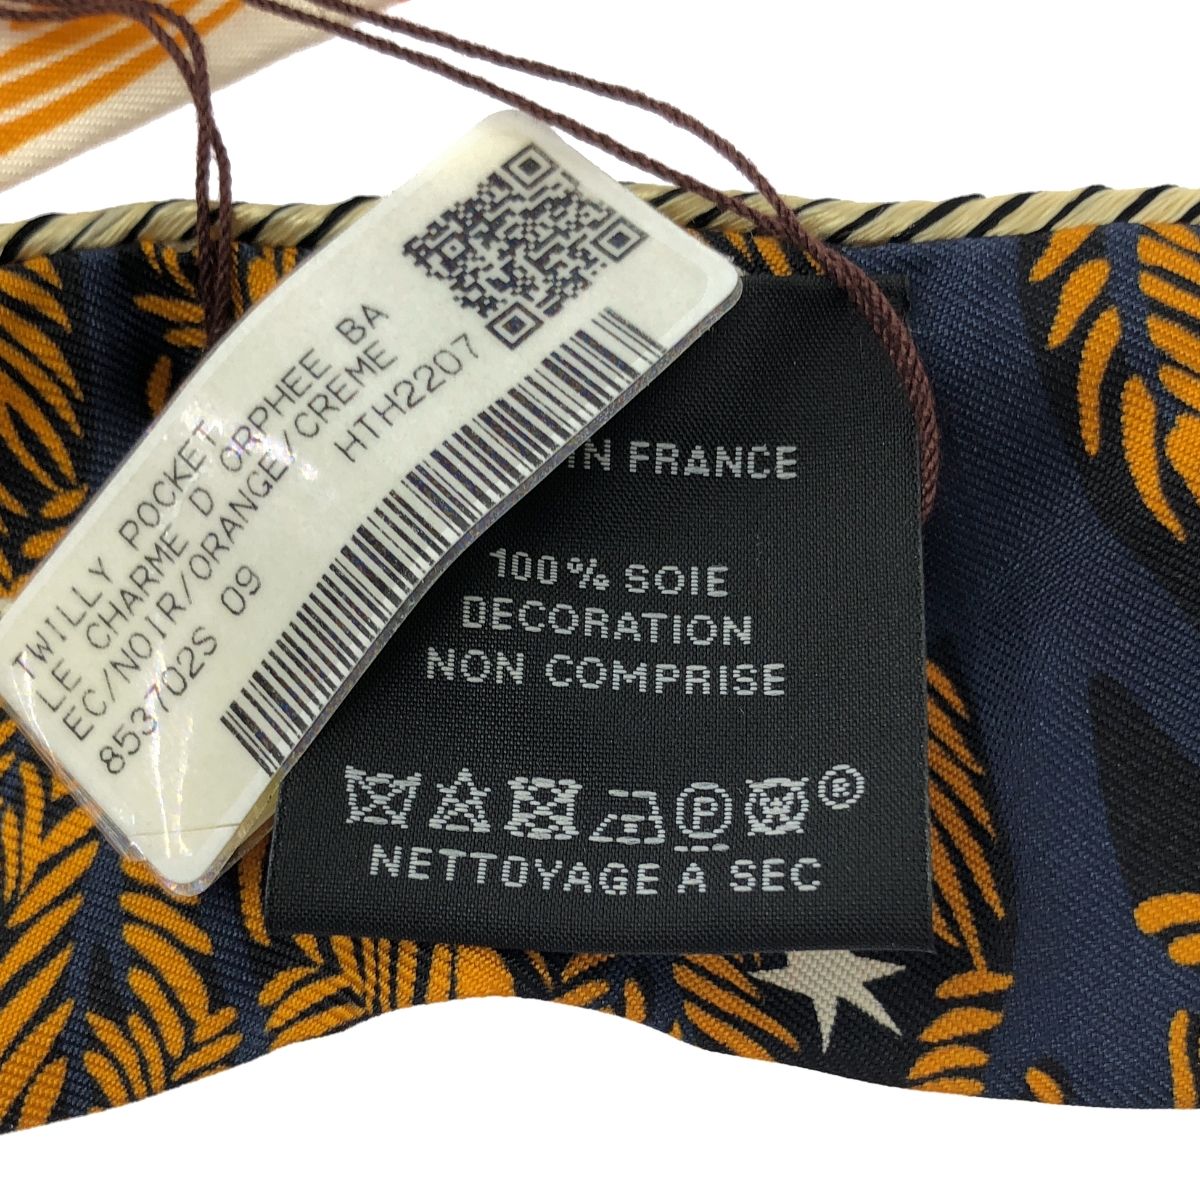 TWILLY POCKET
LE CHARME D ORPHEE BA
EC/NOIR/ORANGE/CREME
853702S 09
HTH2207
IN FRANCE
100% SOIE
DECORATION
NON COMPRISE
P
W
®
NETTOYAGE A SEC